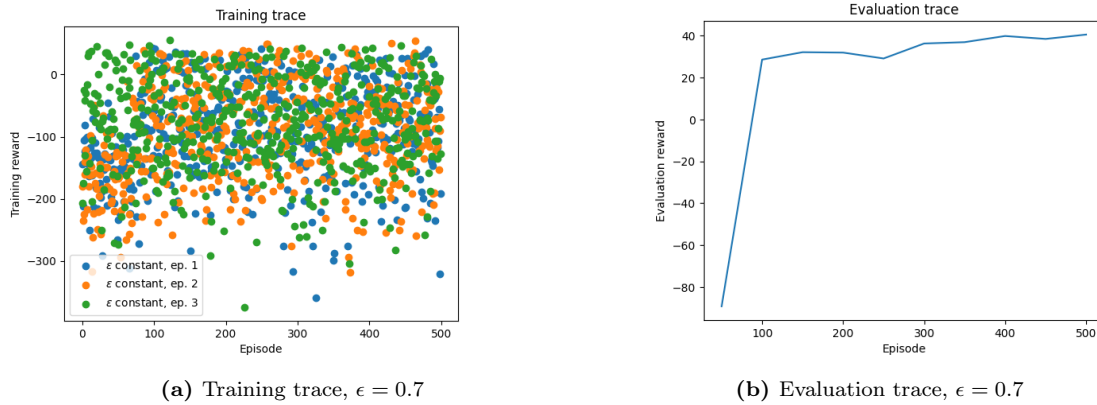 Training trace
Training reward
0
−100
−200
−300
ϵ constant, ep. 1
ϵ constant, ep. 2
ϵ constant, ep. 3
0
100
200
300
400
500
Episode
(a) Training trace, ϵ = 0.7
Evaluation trace
Evaluation reward
40
20
0
−20
−40
−60
−80
100
200
300
400
500
Episode
(b) Evaluation trace, ϵ = 0.7